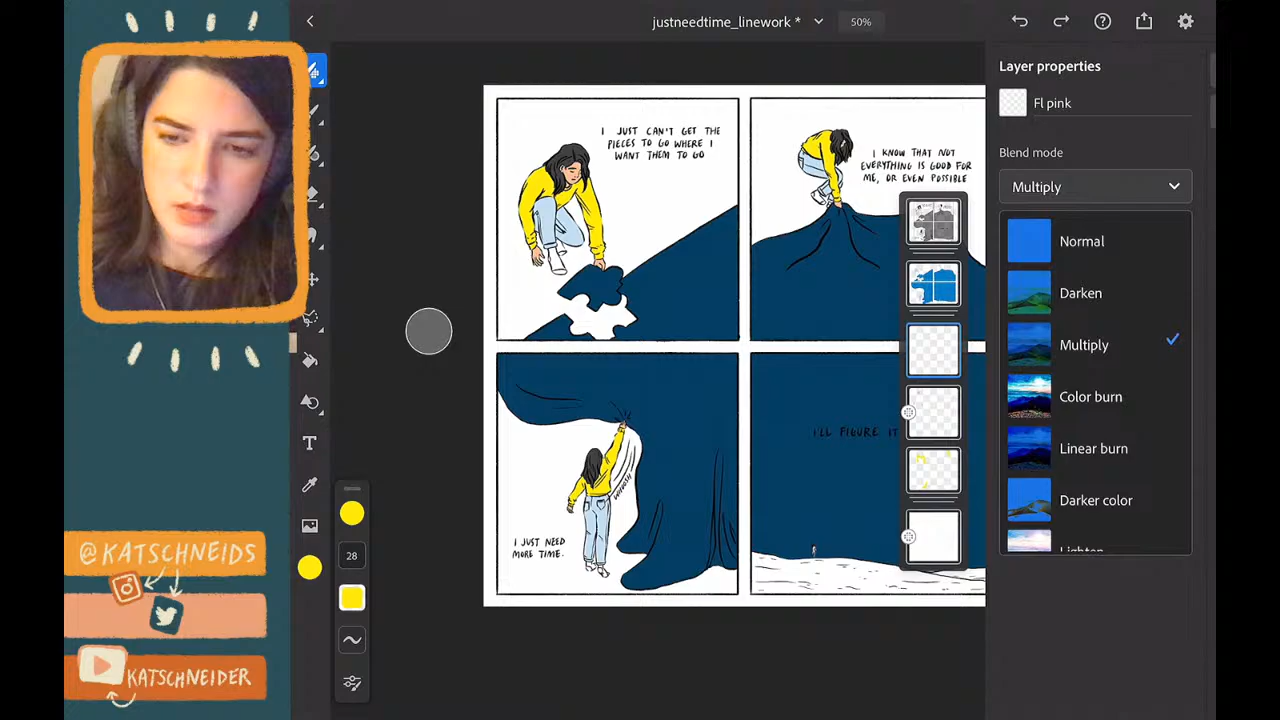 justneedtime_linework *
50%
Layer properties
Fl pink
Blend mode
Multiply
Normal
Darken
Multiply
Color burn
Linear burn
Darker color
Lighten
I JUST CAN'T GET THE
PIECES TO GO WHERE I
WANT THEM TO GO
I KNOW THAT NOT
EVERYTHING IS GOOD FOR
ME, OR EVEN POSSIBLE
WHOOSH
I JUST NEED
MORE TIME.
I'LL FIGURE IT
28
T
@KATSCHNEIDS
KATSCHNEIDER